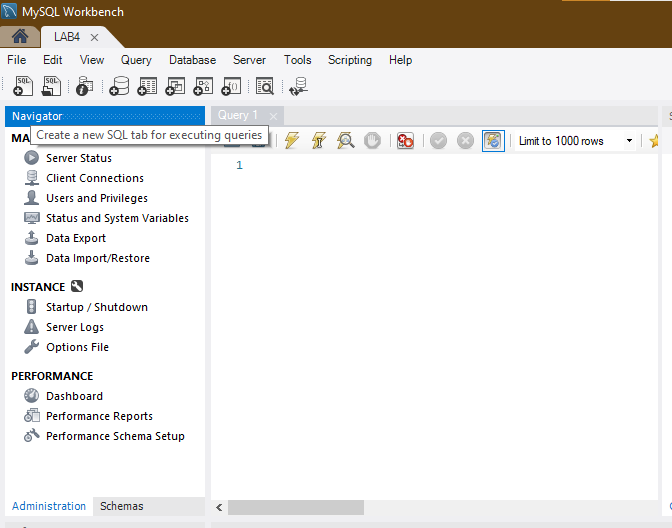 MySQL Workbench
LAB4
File Edit View Query Database Server Tools Scripting Help
SQL SQL
Navigator
Query 1
Create a new SQL tab for executing queries
Limit to 1000 rows
1
Server Status
Client Connections
Users and Privileges
Status and System Variables
Data Export
Data Import/Restore
INSTANCE
Startup / Shutdown
Server Logs
Options File
PERFORMANCE
Dashboard
Performance Reports
Performance Schema Setup
Administration Schemas